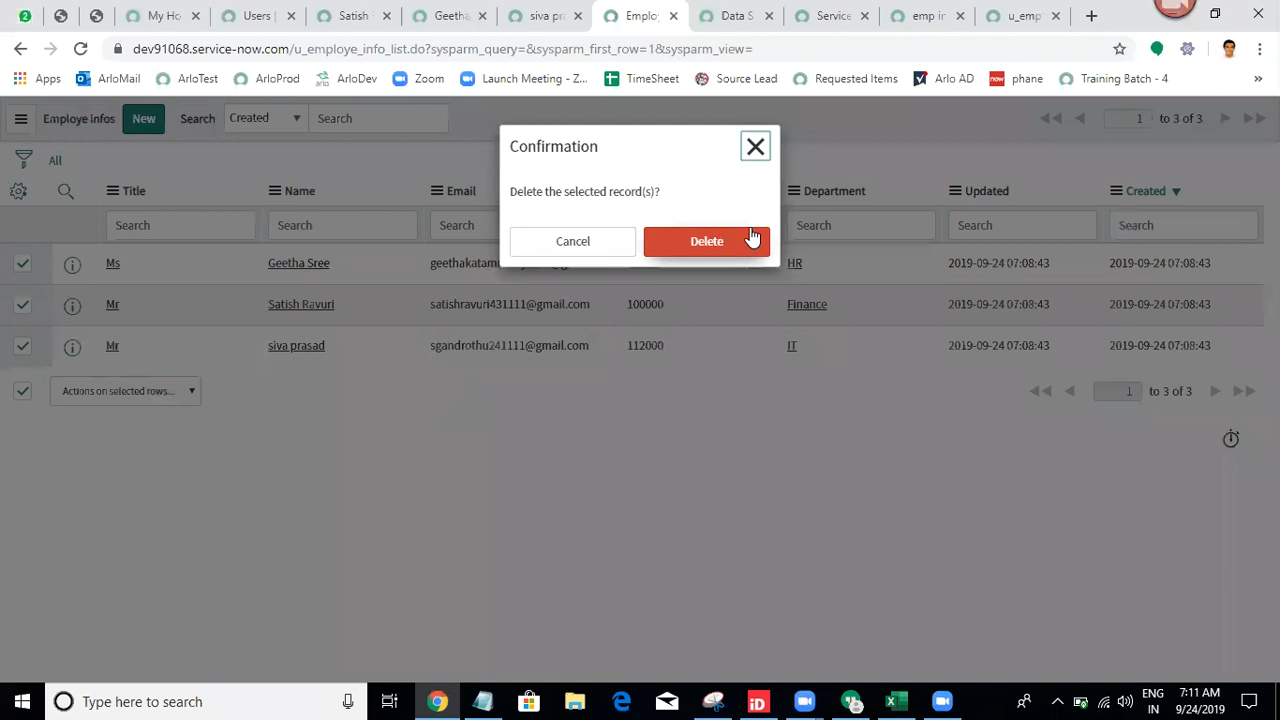 2
My Ho
Users |
Satish
Geeth
siva pr
Employ
Data S
Service
emp in
u_emp
dev91068.service-now.com/u_employe_info_list.do?sysparm_query=&sysparm_first_row=1&sysparm_view=
Apps ArloMail ArloTest ArloProd ArloDev Zoom Launch Meeting - Z... TimeSheet Source Lead Requested Items Arlo AD now phane Training Batch - 4 »
Employe infos New Search Created Search 1 to 3 of 3
Confirmation
All
Delete the selected record(s)?
Title Name Email Department Updated Created
Search Search Search Search Search Search
Cancel Delete
Ms Geetha Sree HR 2019-09-24 07:08:43 2019-09-24 07:08:43
Mr Satish Ravuri satishravuri431111@gmail.com 100000 Finance 2019-09-24 07:08:43 2019-09-24 07:08:43
Mr siva prasad sgandrothu241111@gmail.com 112000 IT 2019-09-24 07:08:43 2019-09-24 07:08:43
Actions on selected rows... 1 to 3 of 3
Type here to search
iD
ENG 7:11 AM
IN 9/24/2019